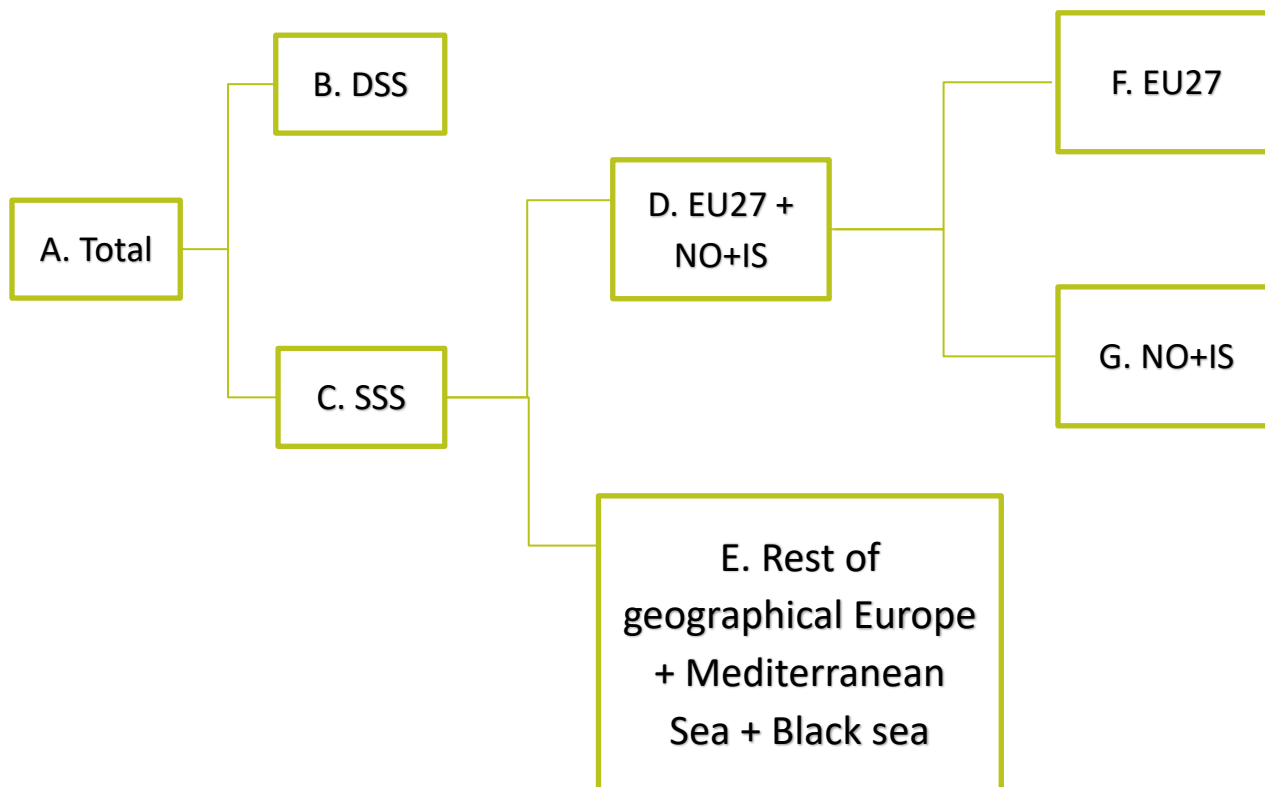 A. Total
B. DSS
C. SSS
D. EU27 +
NO+IS
E. Rest of
geographical Europe
+ Mediterranean
Sea + Black sea
F. EU27
G. NO+IS